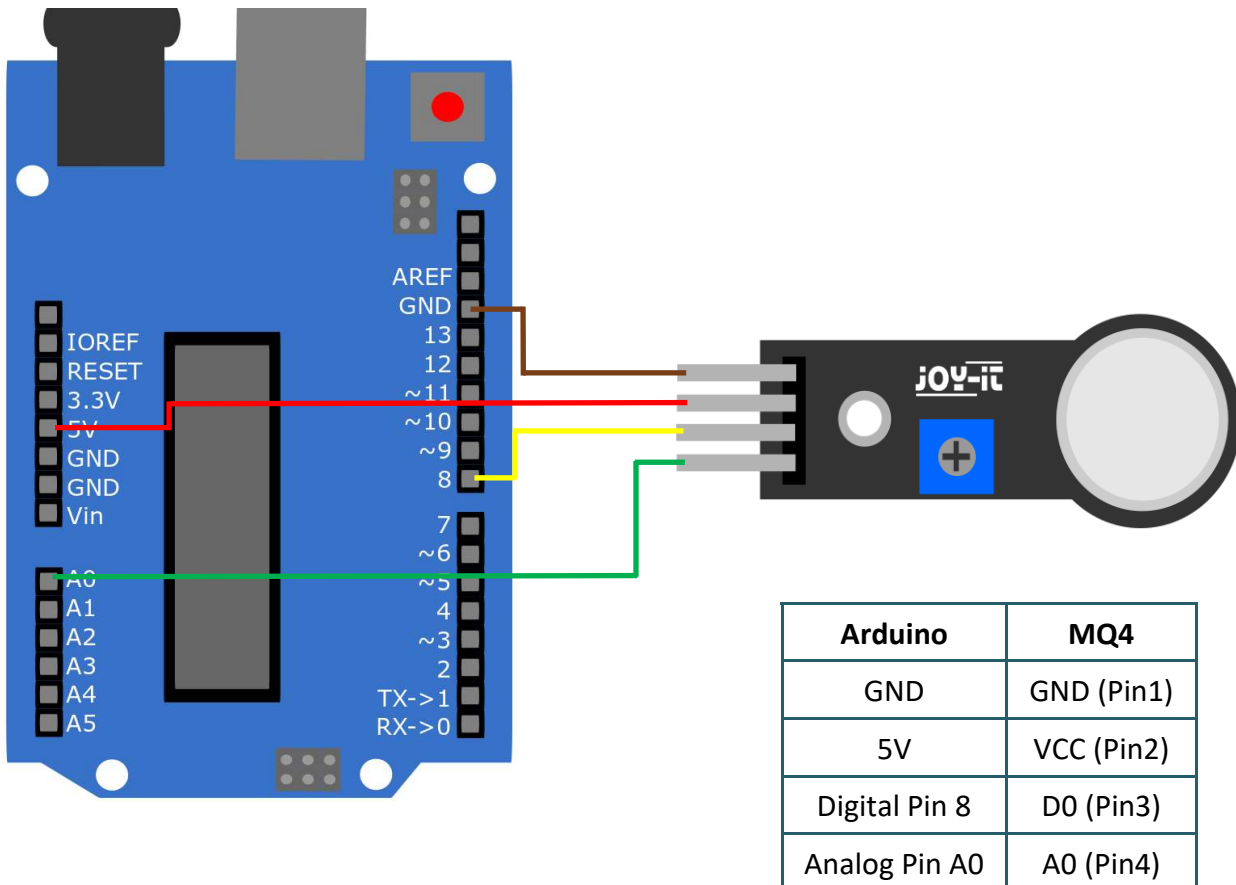 AREF
GND
13
12
~11
~10
~9
8
7
~6
~5
4
~3
2
TX->1
RX->0
IOREF
RESET
3.3V
5V
GND
GND
Vin
A0
A1
A2
A3
A4
A5
JOY-iT
Arduino MQ4
GND GND (Pin1)
5V VCC (Pin2)
Digital Pin 8 D0 (Pin3)
Analog Pin A0 A0 (Pin4)